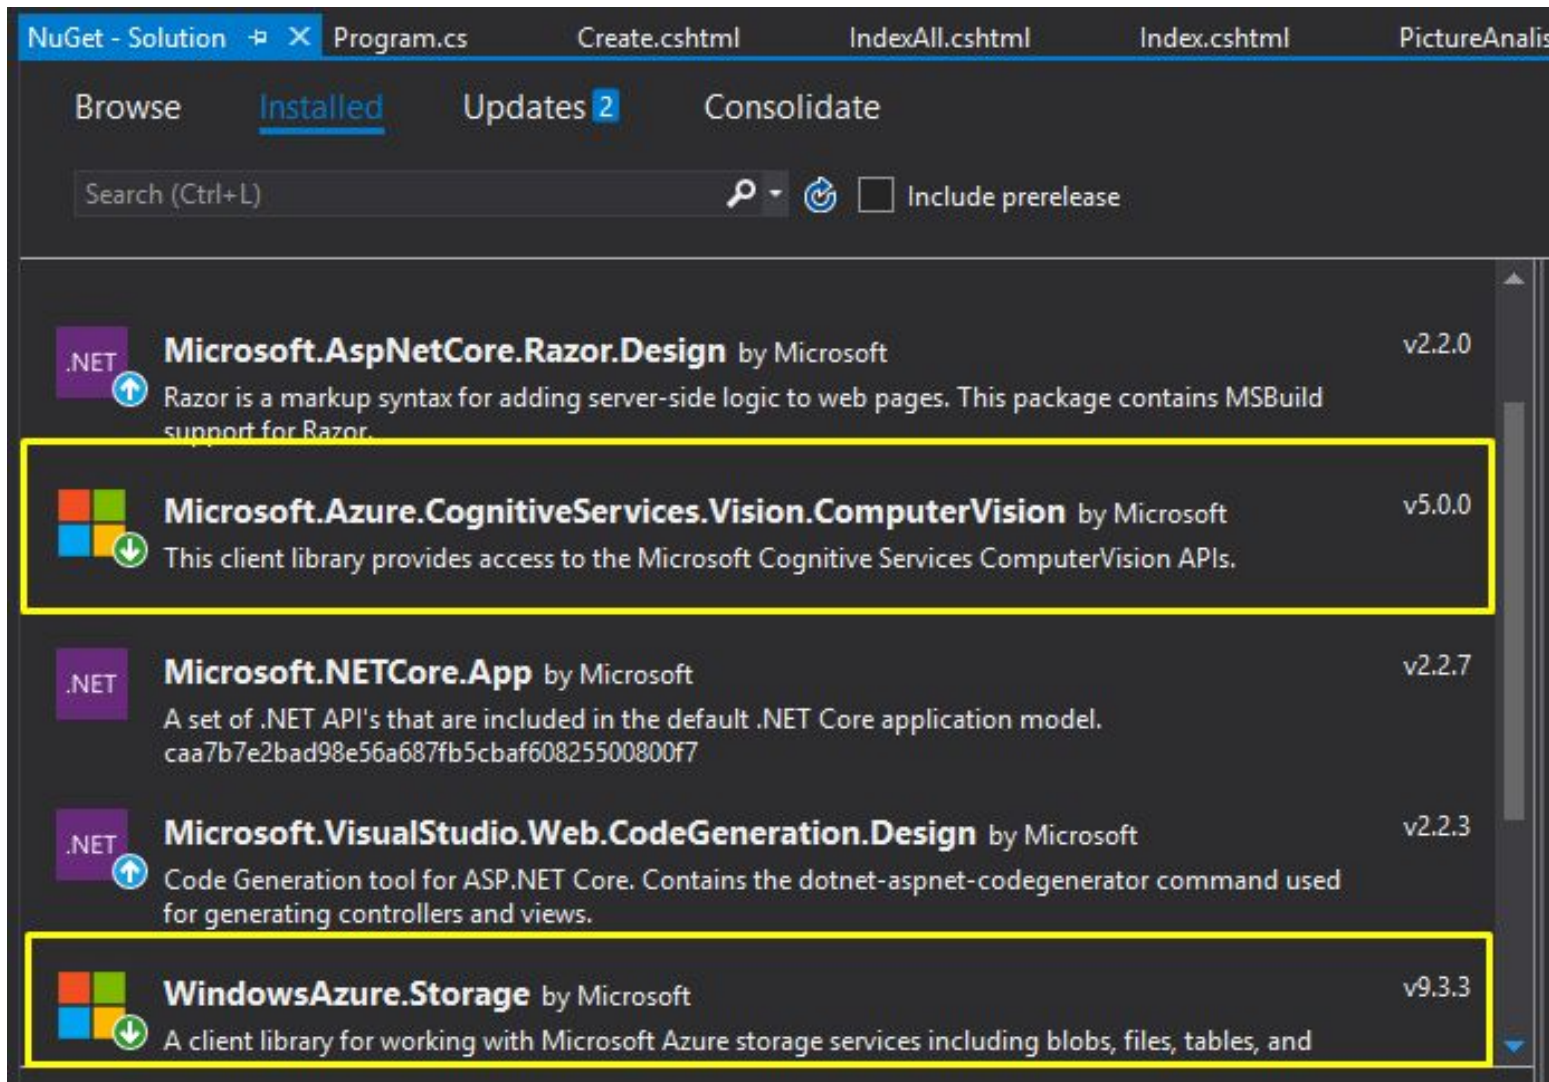 NuGet - Solution Program.cs Create.cshtml IndexAll.cshtml Index.cshtml PictureAnalis
Browse Installed Updates 2 Consolidate
Search (Ctrl+L) Include prerelease
.NET Microsoft.AspNetCore.Razor.Design by Microsoft v2.2.0
Razor is a markup syntax for adding server-side logic to web pages. This package contains MSBuild
support for Razor.
Microsoft.Azure.CognitiveServices.Vision.ComputerVision by Microsoft v5.0.0
This client library provides access to the Microsoft Cognitive Services ComputerVision APIs.
.NET Microsoft.NETCore.App by Microsoft v2.2.7
A set of .NET API's that are included in the default .NET Core application model.
caa7b7e2bad98e56a687fb5cbaf60825500800f7
.NET Microsoft.VisualStudio.Web.CodeGeneration.Design by Microsoft v2.2.3
Code Generation tool for ASP.NET Core. Contains the dotnet-aspnet-codegenerator command used
for generating controllers and views.
WindowsAzure.Storage by Microsoft v9.3.3
A client library for working with Microsoft Azure storage services including blobs, files, tables, and